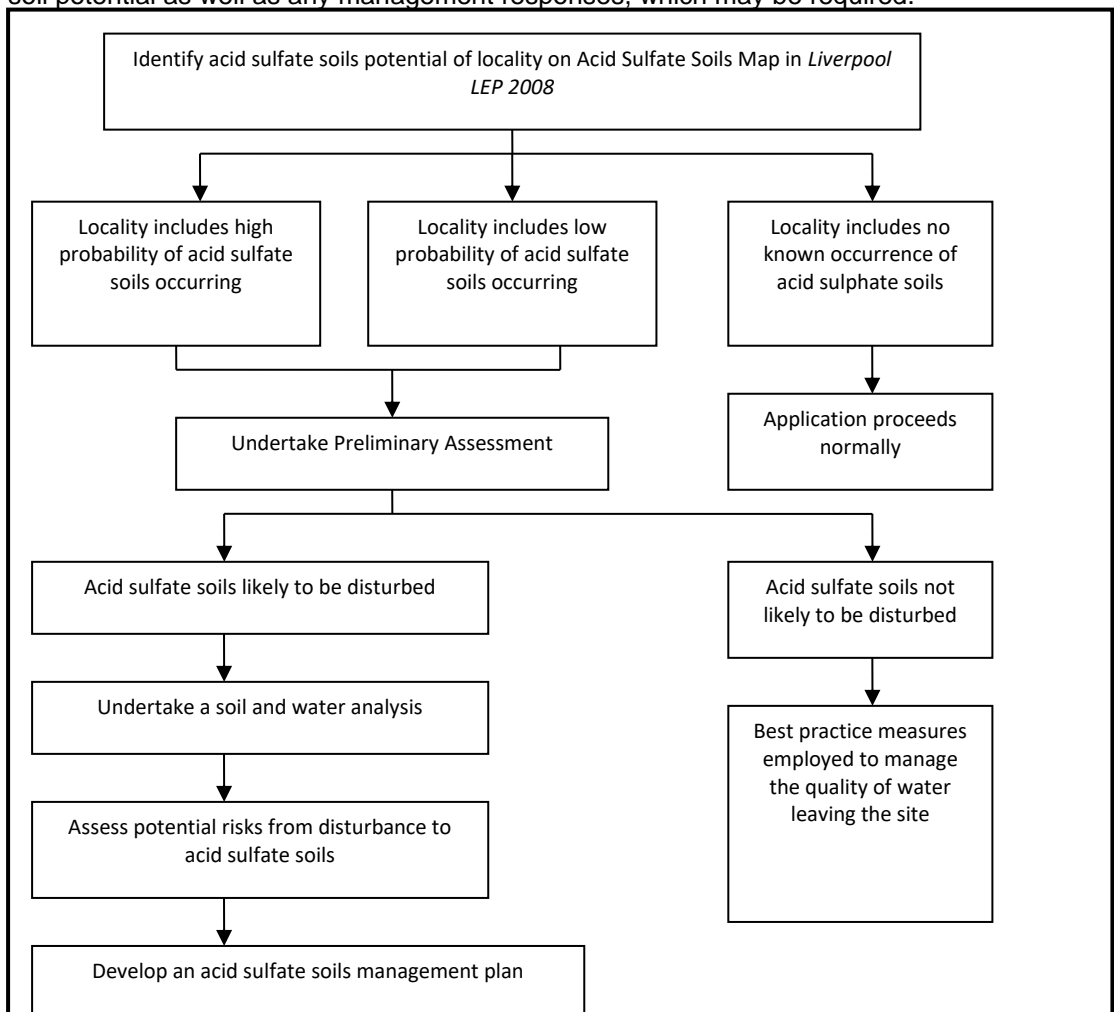 soil potential as well as any management responses, which may be required.
Identify acid sulfate soils potential of locality on Acid Sulfate Soils Map in Liverpool
LEP 2008
Locality includes high
probability of acid sulfate
soils occurring
Locality includes low
probability of acid sulfate
soils occurring
Locality includes no
known occurrence of
acid sulphate soils
Application proceeds
normally
Undertake Preliminary Assessment
Acid sulfate soils likely to be disturbed
Acid sulfate soils not
likely to be disturbed
Undertake a soil and water analysis
Best practice measures
employed to manage
the quality of water
leaving the site
Assess potential risks from disturbance to
acid sulfate soils
Develop an acid sulfate soils management plan